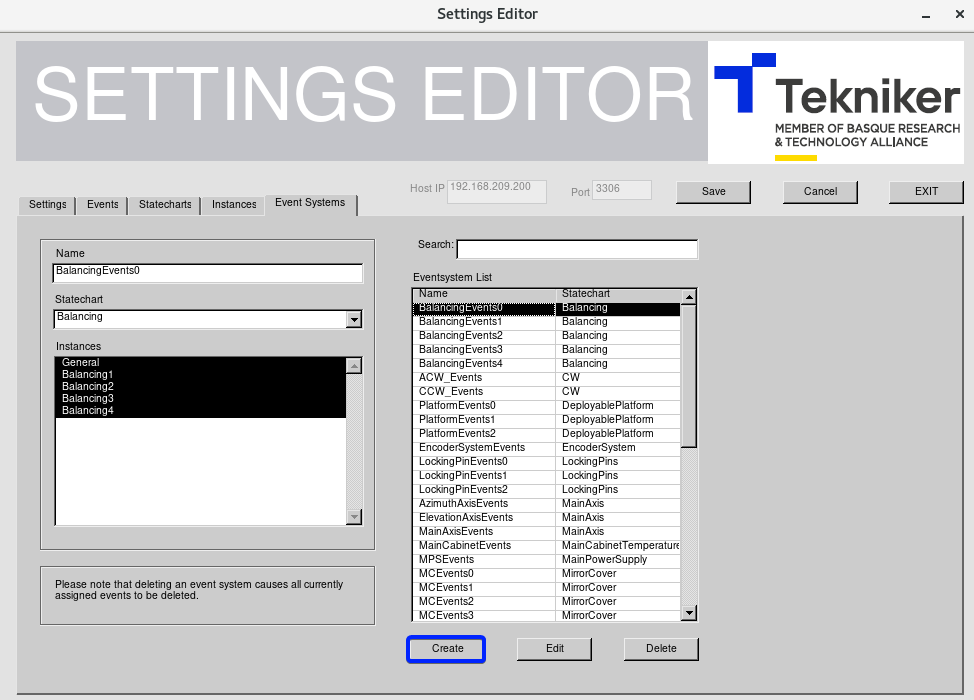 Settings Editor
SETTINGS EDITOR
Tekniker
MEMBER OF BASQUE RESEARCH
& TECHNOLOGY ALLIANCE
Host IP 192.168.209.200 Port 3306 Save Cancel EXIT
Settings Events Statecharts Instances Event Systems
Name
BalancingEvents0
Statechart
Balancing
Instances
General
Balancing1
Balancing2
Balancing3
Balancing4
Please note that deleting an event system causes all currently
assigned events to be deleted.
Search:
Eventsystem List
Name Statechart
BalancingEvents0 Balancing
BalancingEvents1 Balancing
BalancingEvents2 Balancing
BalancingEvents3 Balancing
BalancingEvents4 Balancing
ACW_Events CW
CCW_Events CW
PlatformEvents0 DeployablePlatform
PlatformEvents1 DeployablePlatform
PlatformEvents2 DeployablePlatform
EncoderSystemEvents EncoderSystem
LockingPinEvents0 LockingPins
LockingPinEvents1 LockingPins
LockingPinEvents2 LockingPins
AzimuthAxisEvents MainAxis
ElevationAxisEvents MainAxis
MainAxisEvents MainAxis
MainCabinetEvents MainCabinetTemperature
MPSEvents MainPowerSupply
MCEvents0 MirrorCover
MCEvents1 MirrorCover
MCEvents2 MirrorCover
MCEvents3 MirrorCover
Create Edit Delete